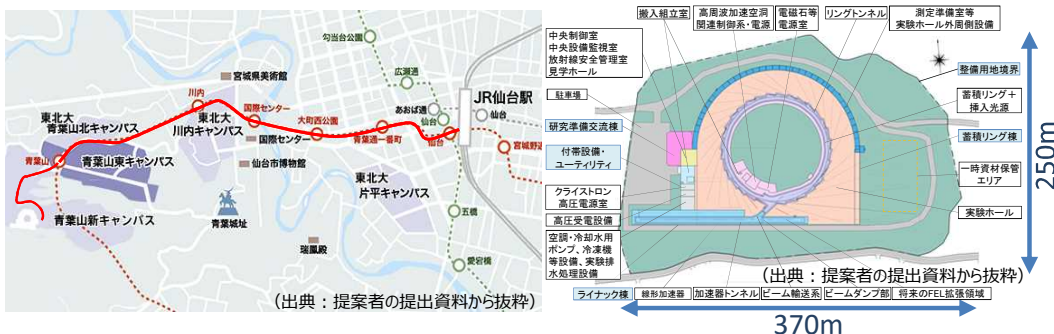 勾当台公園
宮城県美術館
広瀬通
JR仙台駅
川内
国際センター
あおば通
仙台
東北大
青葉山北キャンパス
東北大
川内キャンパス
大町西公園
青葉通一番町
仙台
宮城野通
国際センター
青葉山
青葉山東キャンパス
仙台市博物館
東北大
片平キャンパス
青葉山新キャンパス
青葉城址
五橋
瑞鳳殿
愛宕橋
(出典:提案者の提出資料から抜粋)
搬入組立室
高周波加速空洞
関連制御系・電源
電磁石等
電源室
リングトンネル
測定準備室等
実験ホール外周側設備
中央制御室
中央設備監視室
放射線安全管理室
見学ホール
整備用地境界
駐車場
蓄積リング+
挿入光源
研究準備交流棟
蓄積リング棟
付帯設備・
ユーティリティ
一時資材保管
エリア
クライストロン
高圧電源室
実験ホール
高圧受電設備
空調・冷却水用
ポンプ、冷凍機
等設備、実験排
水処理設備
(出典:提案者の提出資料から抜粋)
ライナック棟
線形加速器
加速器トンネル
ビーム輸送系
ビームダンプ部
将来のFEL拡張領域
250m
370m